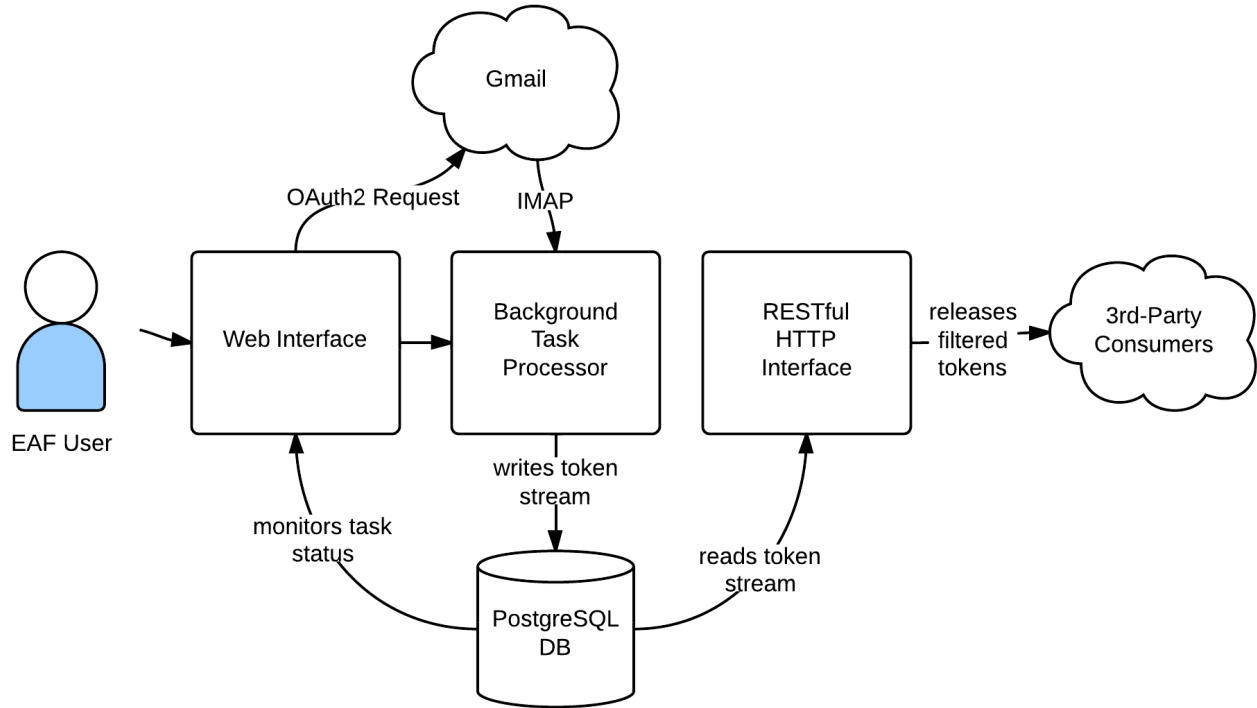 Gmail
OAuth2 Request
IMAP
Web Interface
Background
Task
Processor
RESTful
HTTP
Interface
releases
filtered
tokens
3rd-Party
Consumers
EAF User
writes token
stream
monitors task
status
reads token
stream
PostgreSQL
DB